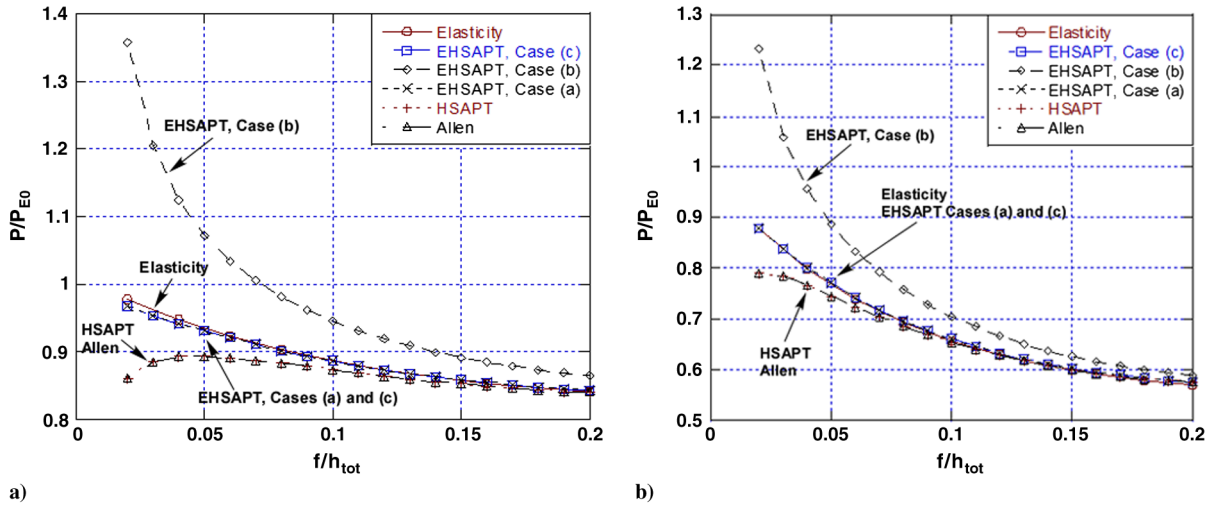 1.4
1.3
1.2
1.1
1
0.9
0.8
P/P_E0
Elasticity
EHSAPT, Case (c)
EHSAPT, Case (b)
EHSAPT, Case (a)
HSAPT
Allen
EHSAPT, Case (b)
Elasticity
HSAPT
Allen
EHSAPT, Cases (a) and (c)
0 0.05 0.1 0.15 0.2
f/h_tot
a)
1.3
1.2
1.1
1
0.9
0.8
0.7
0.6
0.5
P/P_E0
Elasticity
EHSAPT, Case (c)
EHSAPT, Case (b)
EHSAPT, Case (a)
HSAPT
Allen
EHSAPT, Case (b)
Elasticity
EHSAPT Cases (a) and (c)
HSAPT
Allen
0 0.05 0.1 0.15 0.2
f/h_tot
b)